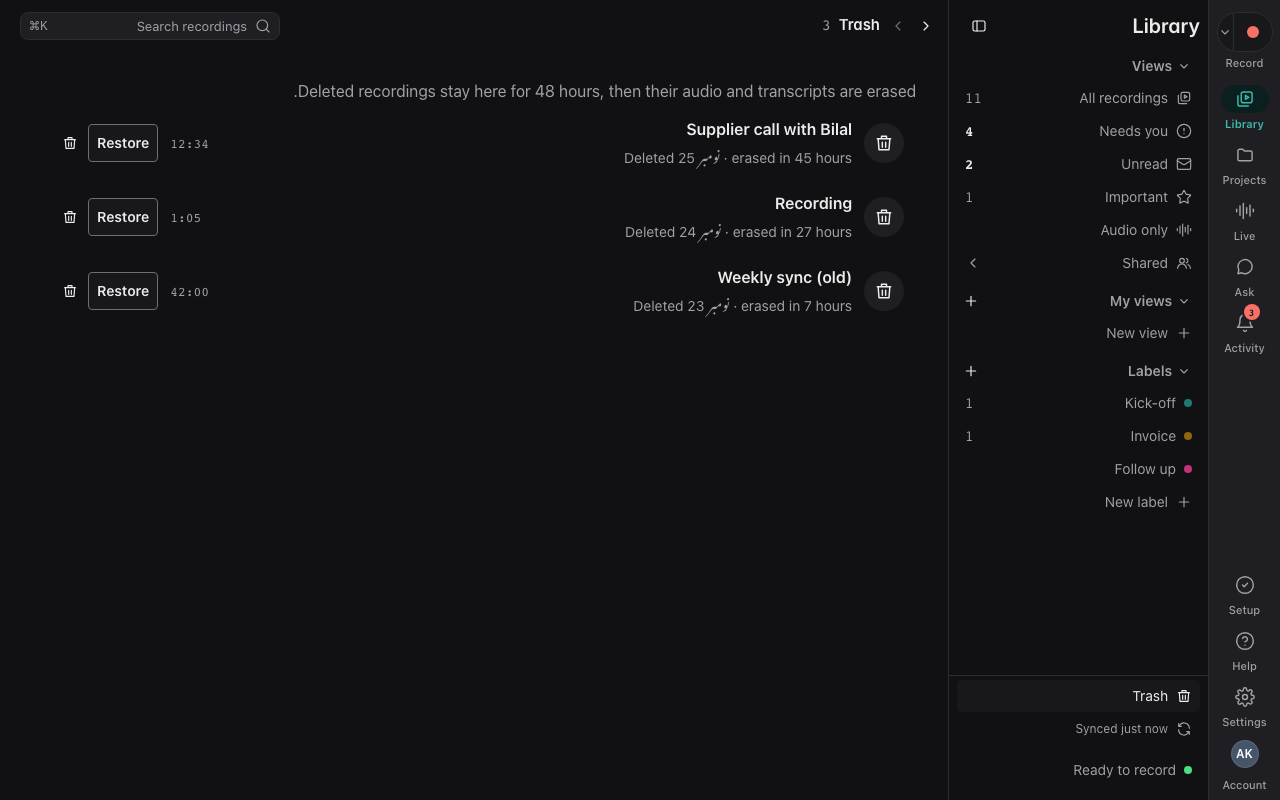 Record
Library
Projects
Live
Ask
3
Activity
Setup
Help
Settings
AK
Account
Library
Views
All recordings 11
Needs you 4
Unread 2
Important 1
Audio only
Shared
My views
New view
Labels
Kick-off 1
Invoice 1
Follow up
New label
Trash
Synced just now
Ready to record
Trash 3
Search recordings ⌘K
Deleted recordings stay here for 48 hours, then their audio and transcripts are erased.
Supplier call with Bilal
Deleted 25 نومبر · erased in 45 hours
12:34
Restore
Recording
Deleted 24 نومبر · erased in 27 hours
1:05
Restore
Weekly sync (old)
Deleted 23 نومبر · erased in 7 hours
42:00
Restore